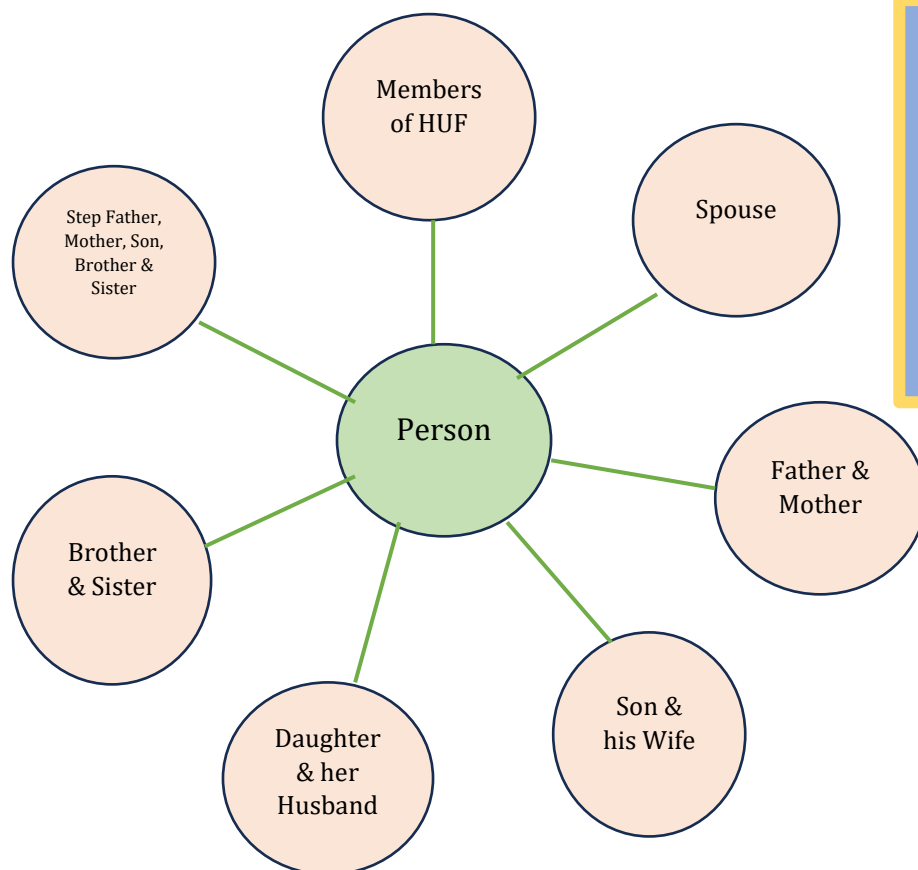 Members
of HUF
Spouse
Step Father,
Mother, Son,
Brother &
Sister
Person
Father &
Mother
Brother
& Sister
Son &
his Wife
Daughter
& her
Husband